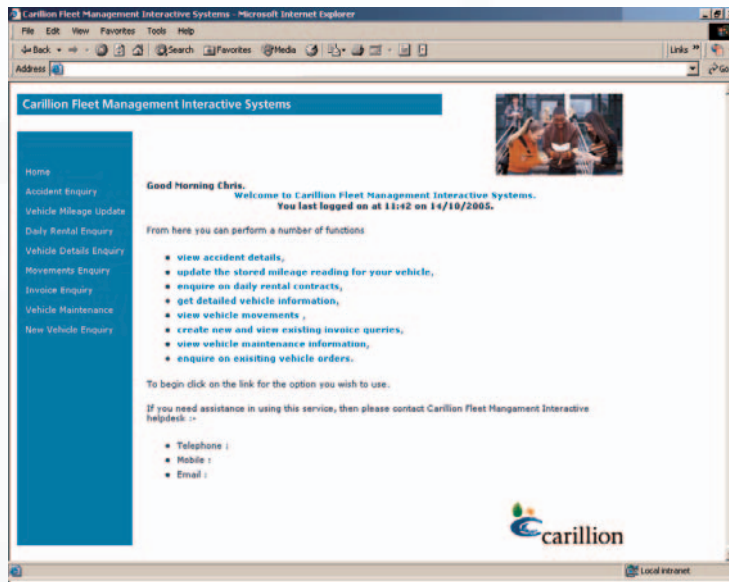 Carillion Fleet Management Interactive Systems - Microsoft Internet Explorer
File Edit View Favorites Tools Help
Back Search Favorites Media Links »
Address Go
Carillion Fleet Management Interactive Systems
Home
Accident Enquiry
Vehicle Mileage Update
Daily Rental Enquiry
Vehicle Details Enquiry
Movements Enquiry
Invoice Enquiry
Vehicle Maintenance
New Vehicle Enquiry
Good Morning Chris.
Welcome to Carillion Fleet Management Interactive Systems.
You last logged on at 11:42 on 14/10/2005.
From here you can perform a number of functions
view accident details,
update the stored mileage reading for your vehicle,
enquire on daily rental contracts,
get detailed vehicle information,
view vehicle movements ,
create new and view existing invoice queries,
view vehicle maintenance information,
enquire on exisiting vehicle orders.
To begin click on the link for the option you wish to use.
If you need assistance in using this service, then please contact Carillion Fleet Mangament Interactive
helpdesk :-
Telephone :
Mobile :
Email :
carillion
Local intranet